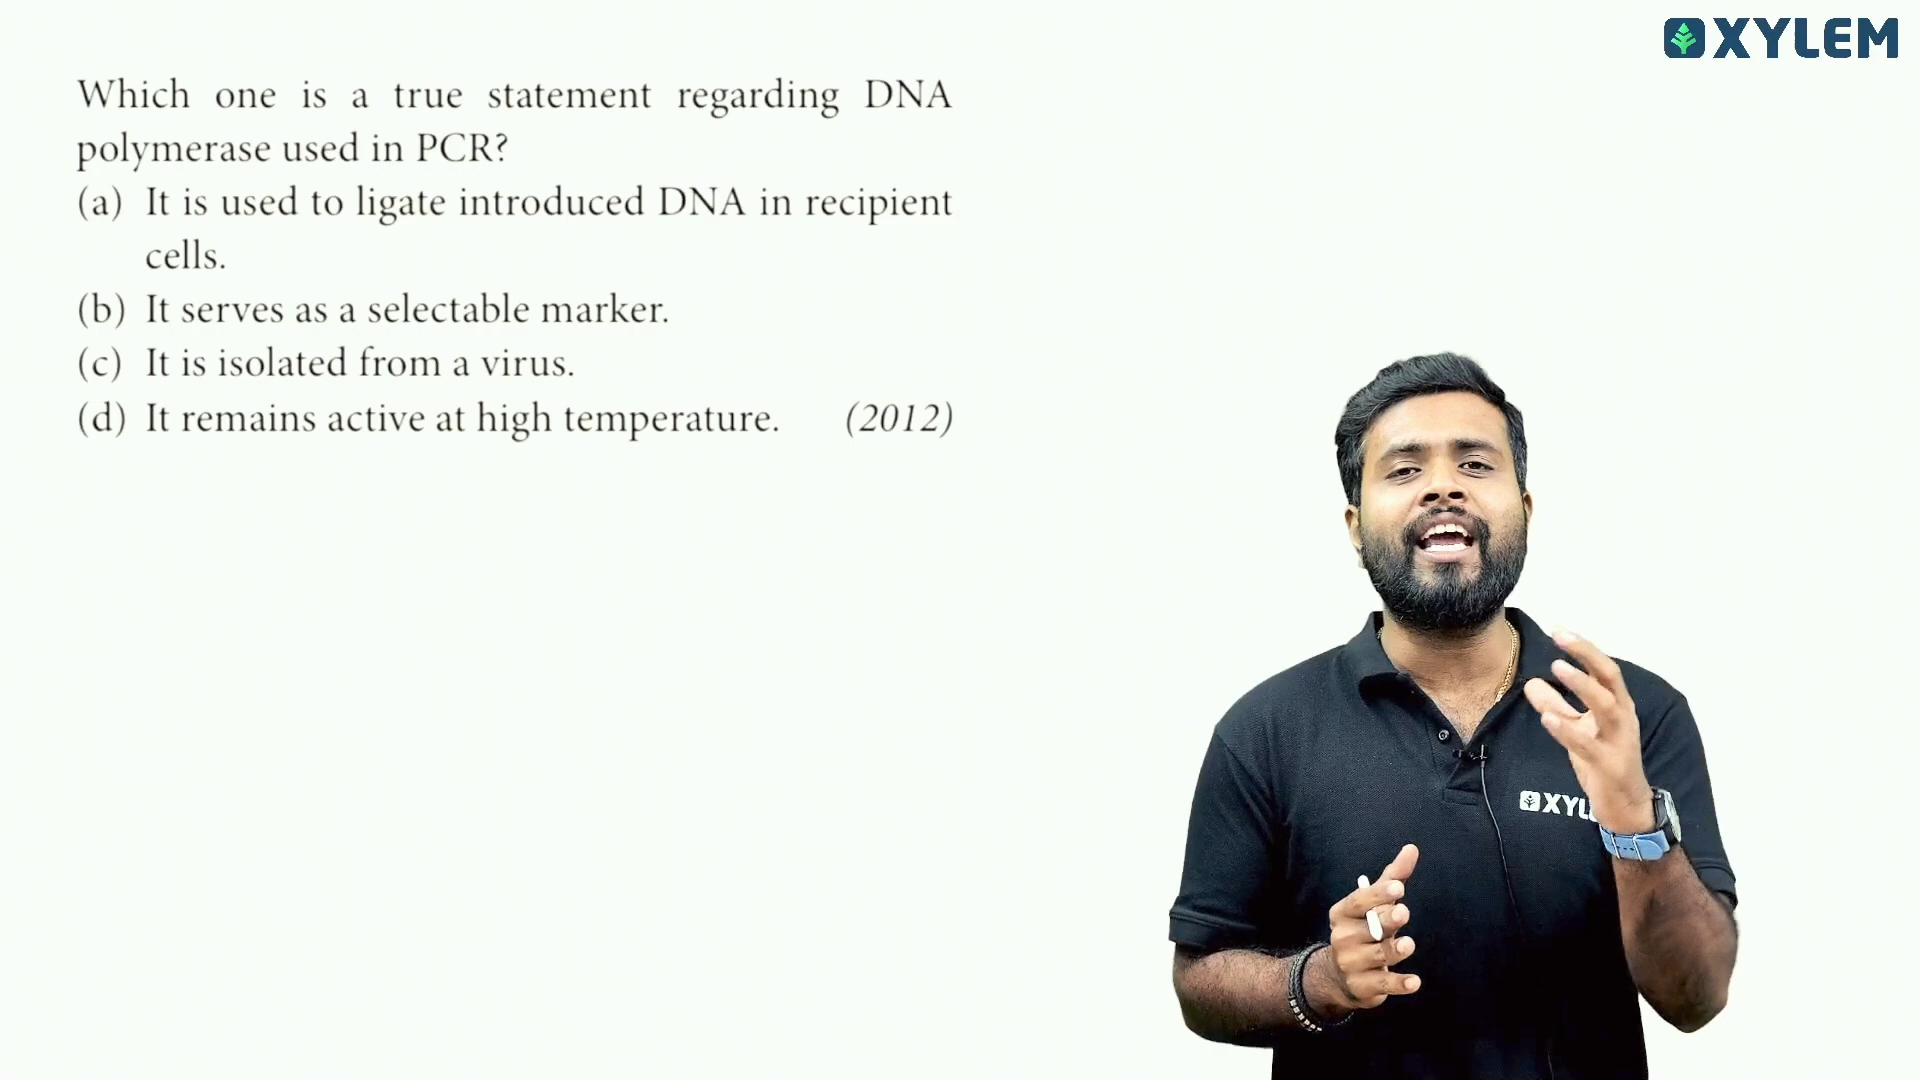 XYLEM
Which one is a true statement regarding DNA
polymerase used in PCR?
(a) It is used to ligate introduced DNA in recipient
cells.
(b) It serves as a selectable marker.
(c) It is isolated from a virus.
(d) It remains active at high temperature. (2012)
XYL